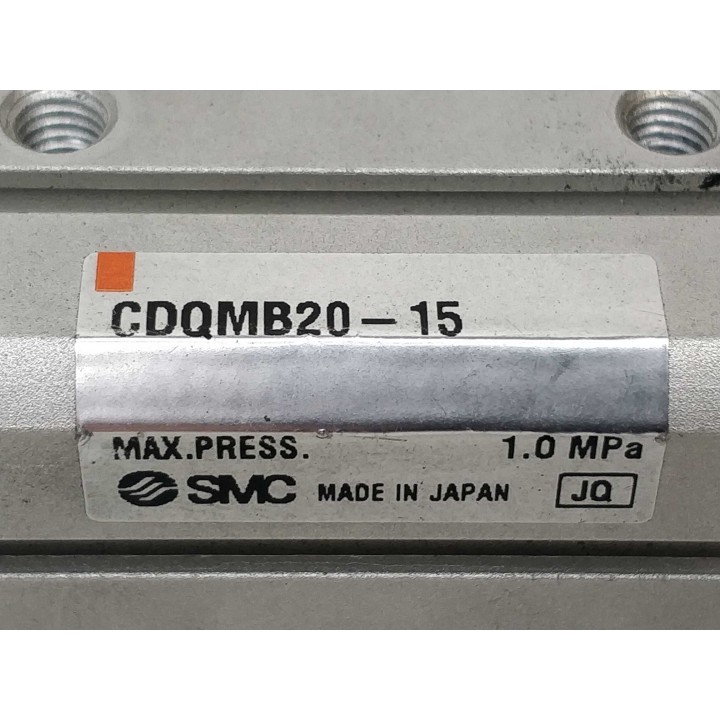 CDQMB20-15
MAX.PRESS. 1.0 MPa
SMC MADE IN JAPAN JQ